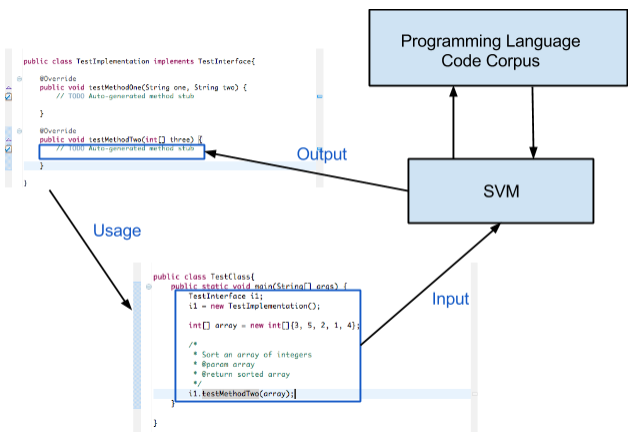 public class TestImplementation implements TestInterface{
@Override
public void testMethodOne(String one, String two) {
// TODO Auto-generated method stub
}
@Override
public void testMethodTwo(int[] three) {
// TODO Auto-generated method stub
}
}
Programming Language
Code Corpus
Output
SVM
Usage
Input
public class TestClass{
public static void main(String[] args) {
TestInterface i1;
i1 = new TestImplementation();
int[] array = new int[]{3, 5, 2, 1, 4};
/*
* Sort an array of integers
* @param array
* @return sorted array
*/
i1.testMethodTwo(array);
}
}